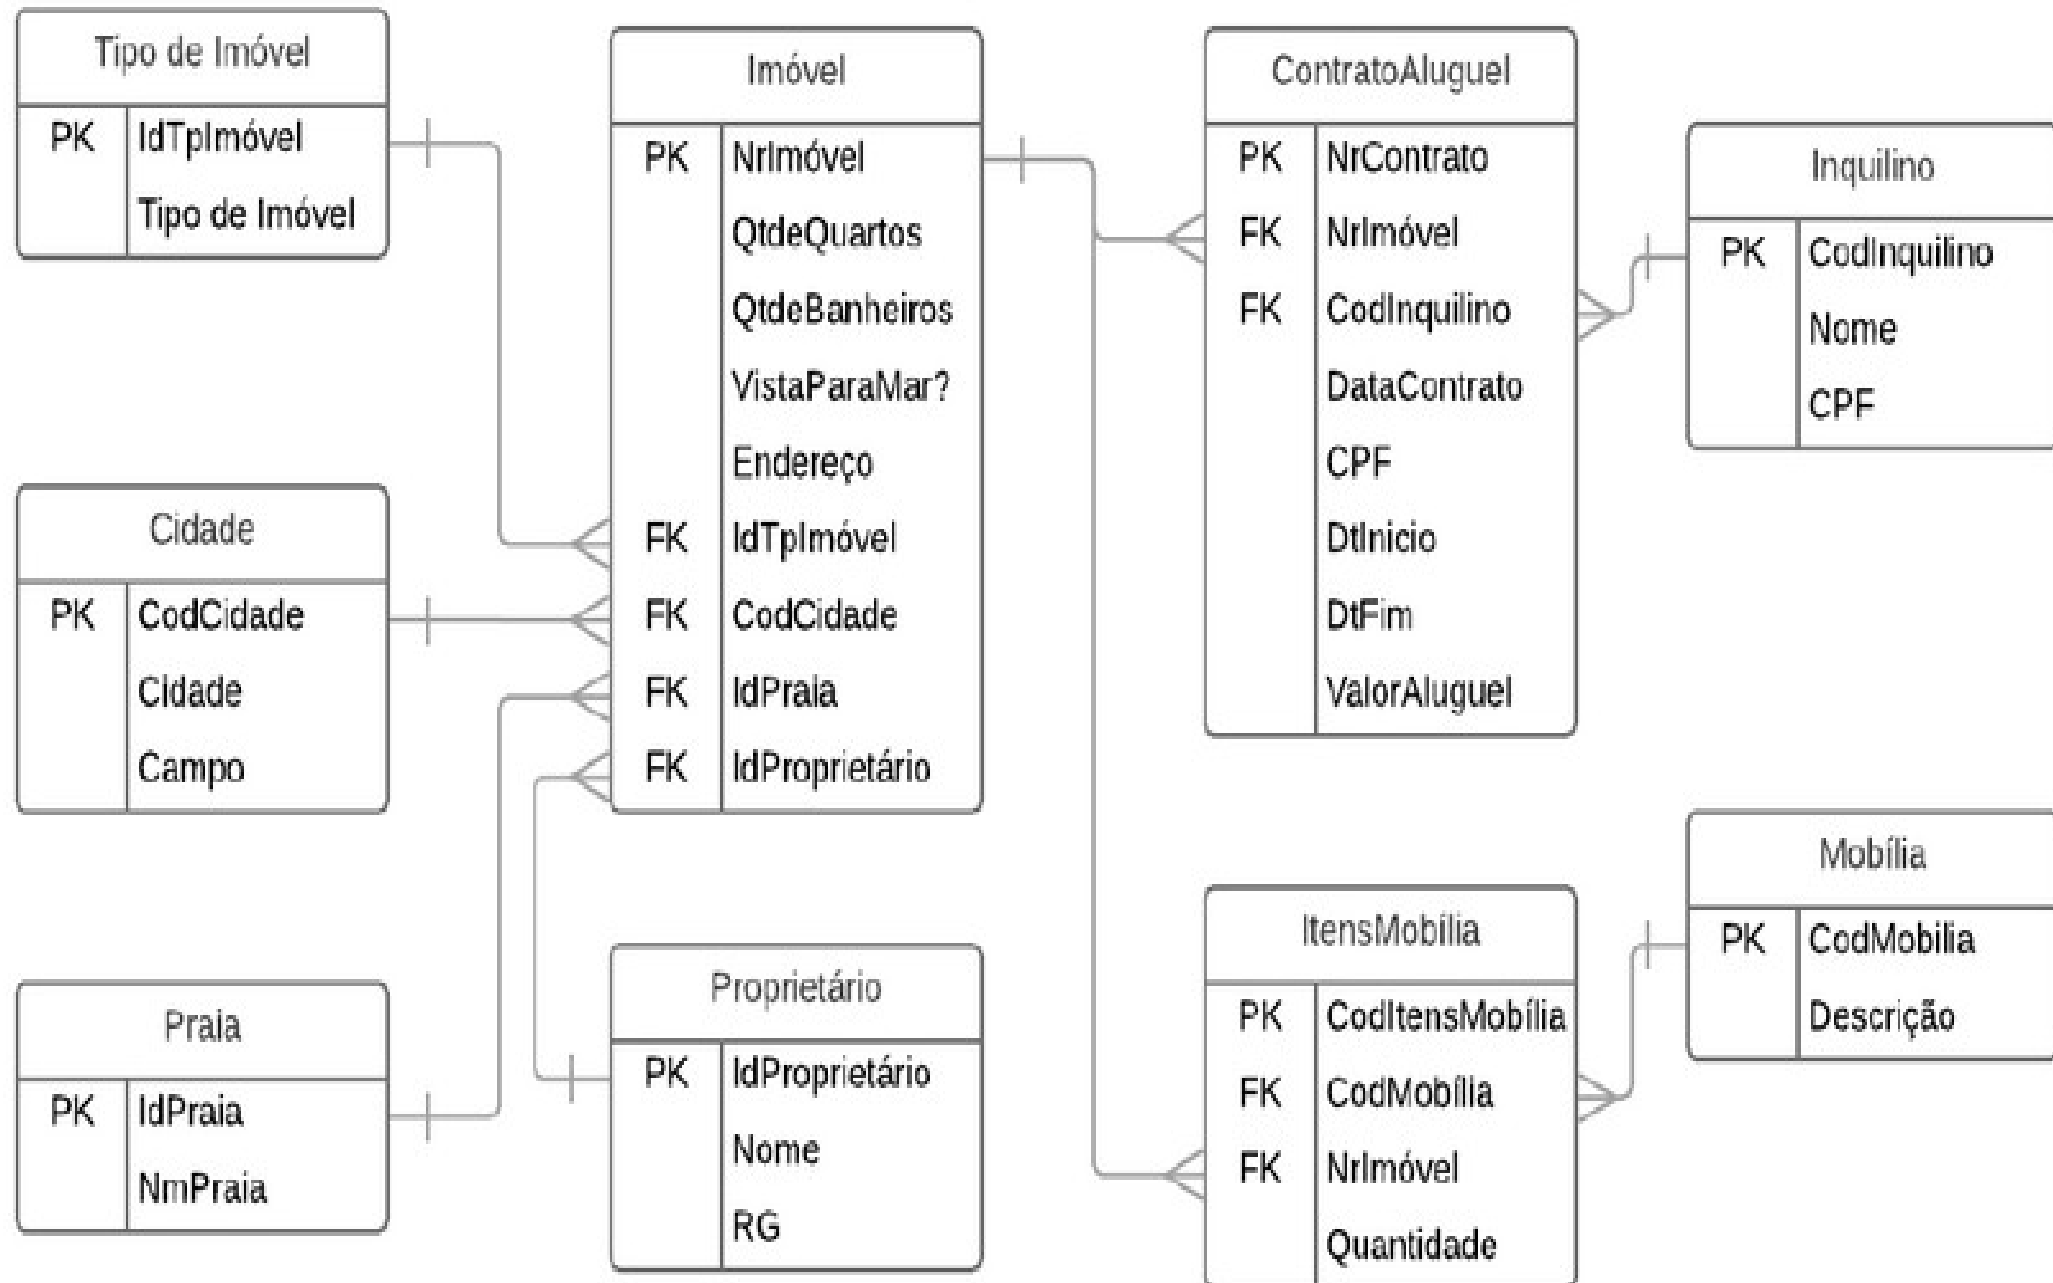 Tipo de Imóvel
PK IdTpImóvel
Tipo de Imóvel
Cidade
PK CodCidade
Cidade
Campo
Praia
PK IdPraia
NmPraia
Imóvel
PK NrImóvel
QtdeQuartos
QtdeBanheiros
VistaParaMar?
Endereço
FK IdTpImóvel
FK CodCidade
FK IdPraia
FK IdProprietário
Proprietário
PK IdProprietário
Nome
RG
ContratoAluguel
PK NrContrato
FK NrImóvel
FK CodInquilino
DataContrato
CPF
DtInicio
DtFim
ValorAluguel
ItensMobília
PK CodItensMobília
FK CodMobília
FK NrImóvel
Quantidade
Inquilino
PK CodInquilino
Nome
CPF
Mobília
PK CodMobilia
Descrição